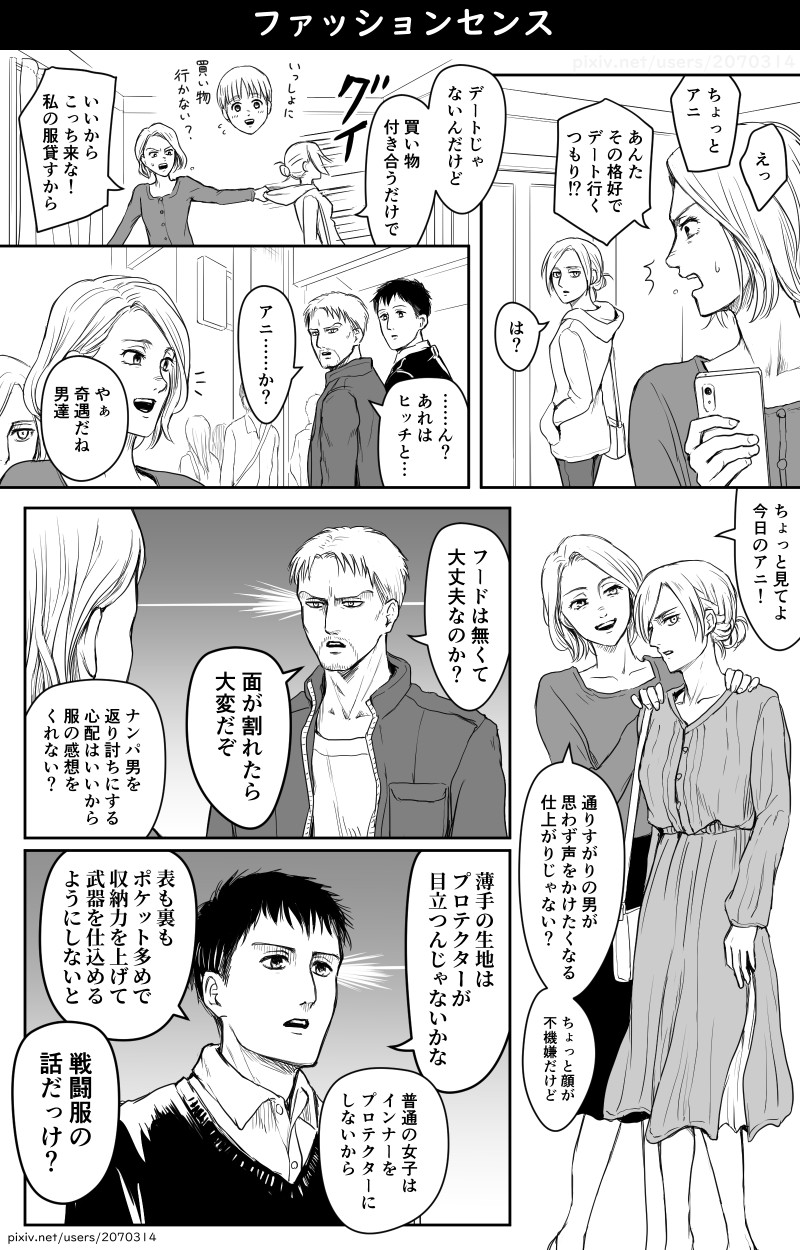 ファッションセンス
pixiv.net/users/2070314
えっ
ちょっと
アニ
あんた
その格好で
デート行く
つもり!?
は?
デートじゃ
ないんだけど
買い物
付き合うだけで
グイ
いっしょに
買い物
行かない?
いいから
こっち来な!
私の服貸すから
……ん?
あれは
ヒッチと…
アニ……か?
やぁ
奇遇だね
男達
ちょっと見てよ
今日のアニ!
通りすがりの男が
思わず声をかけたくなる
仕上がりじゃない?
ちょっと顔が
不機嫌だけど
フードは無くて
大丈夫なのか?
面が割れたら
大変だぞ
ナンパ男を
返り討ちにする
心配はいいから
服の感想を
くれない?
薄手の生地は
プロテクターが
目立つんじゃないかな
表も裏も
ポケット多めで
収納力を上げて
武器を仕込める
ようにしないと
普通の女子は
インナーを
プロテクターに
しないから
戦闘服の
話だっけ?
pixiv.net/users/2070314